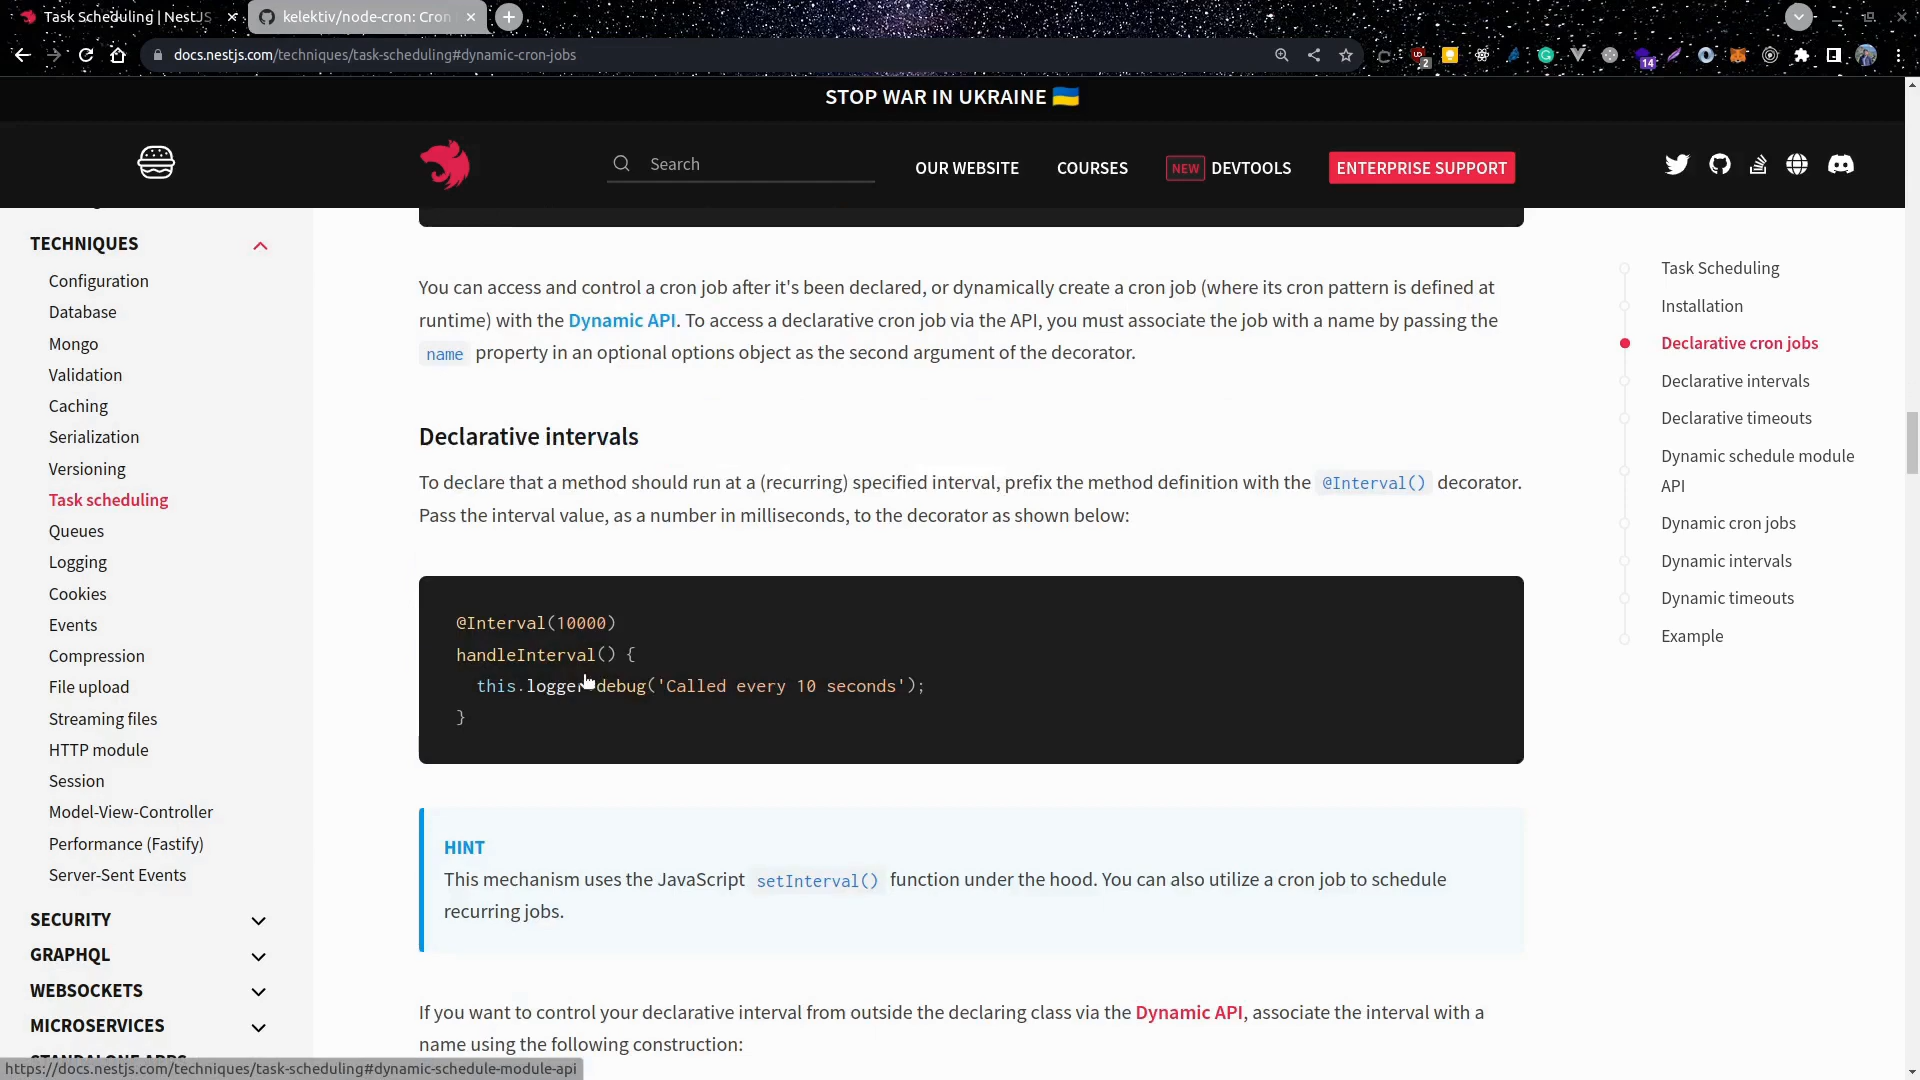 Task Scheduling | NestJS
kelektiv/node-cron: Cron
docs.nestjs.com/techniques/task-scheduling#dynamic-cron-jobs
2
14
STOP WAR IN UKRAINE 🇺🇦
Search
OUR WEBSITE
COURSES
NEW DEVTOOLS
ENTERPRISE SUPPORT
TECHNIQUES
Configuration
Database
Mongo
Validation
Caching
Serialization
Versioning
Task scheduling
Queues
Logging
Cookies
Events
Compression
File upload
Streaming files
HTTP module
Session
Model-View-Controller
Performance (Fastify)
Server-Sent Events
SECURITY
GRAPHQL
WEBSOCKETS
MICROSERVICES
STANDALONE APPS
You can access and control a cron job after it's been declared, or dynamically create a cron job (where its cron pattern is defined at
runtime) with the Dynamic API. To access a declarative cron job via the API, you must associate the job with a name by passing the
name property in an optional options object as the second argument of the decorator.
Declarative intervals
To declare that a method should run at a (recurring) specified interval, prefix the method definition with the @Interval() decorator.
Pass the interval value, as a number in milliseconds, to the decorator as shown below:
@Interval(10000)
handleInterval() {
this.logger.debug('Called every 10 seconds');
}
HINT
This mechanism uses the JavaScript setInterval() function under the hood. You can also utilize a cron job to schedule
recurring jobs.
If you want to control your declarative interval from outside the declaring class via the Dynamic API, associate the interval with a
name using the following construction:
Task Scheduling
Installation
Declarative cron jobs
Declarative intervals
Declarative timeouts
Dynamic schedule module
API
Dynamic cron jobs
Dynamic intervals
Dynamic timeouts
Example
https://docs.nestjs.com/techniques/task-scheduling#dynamic-schedule-module-api